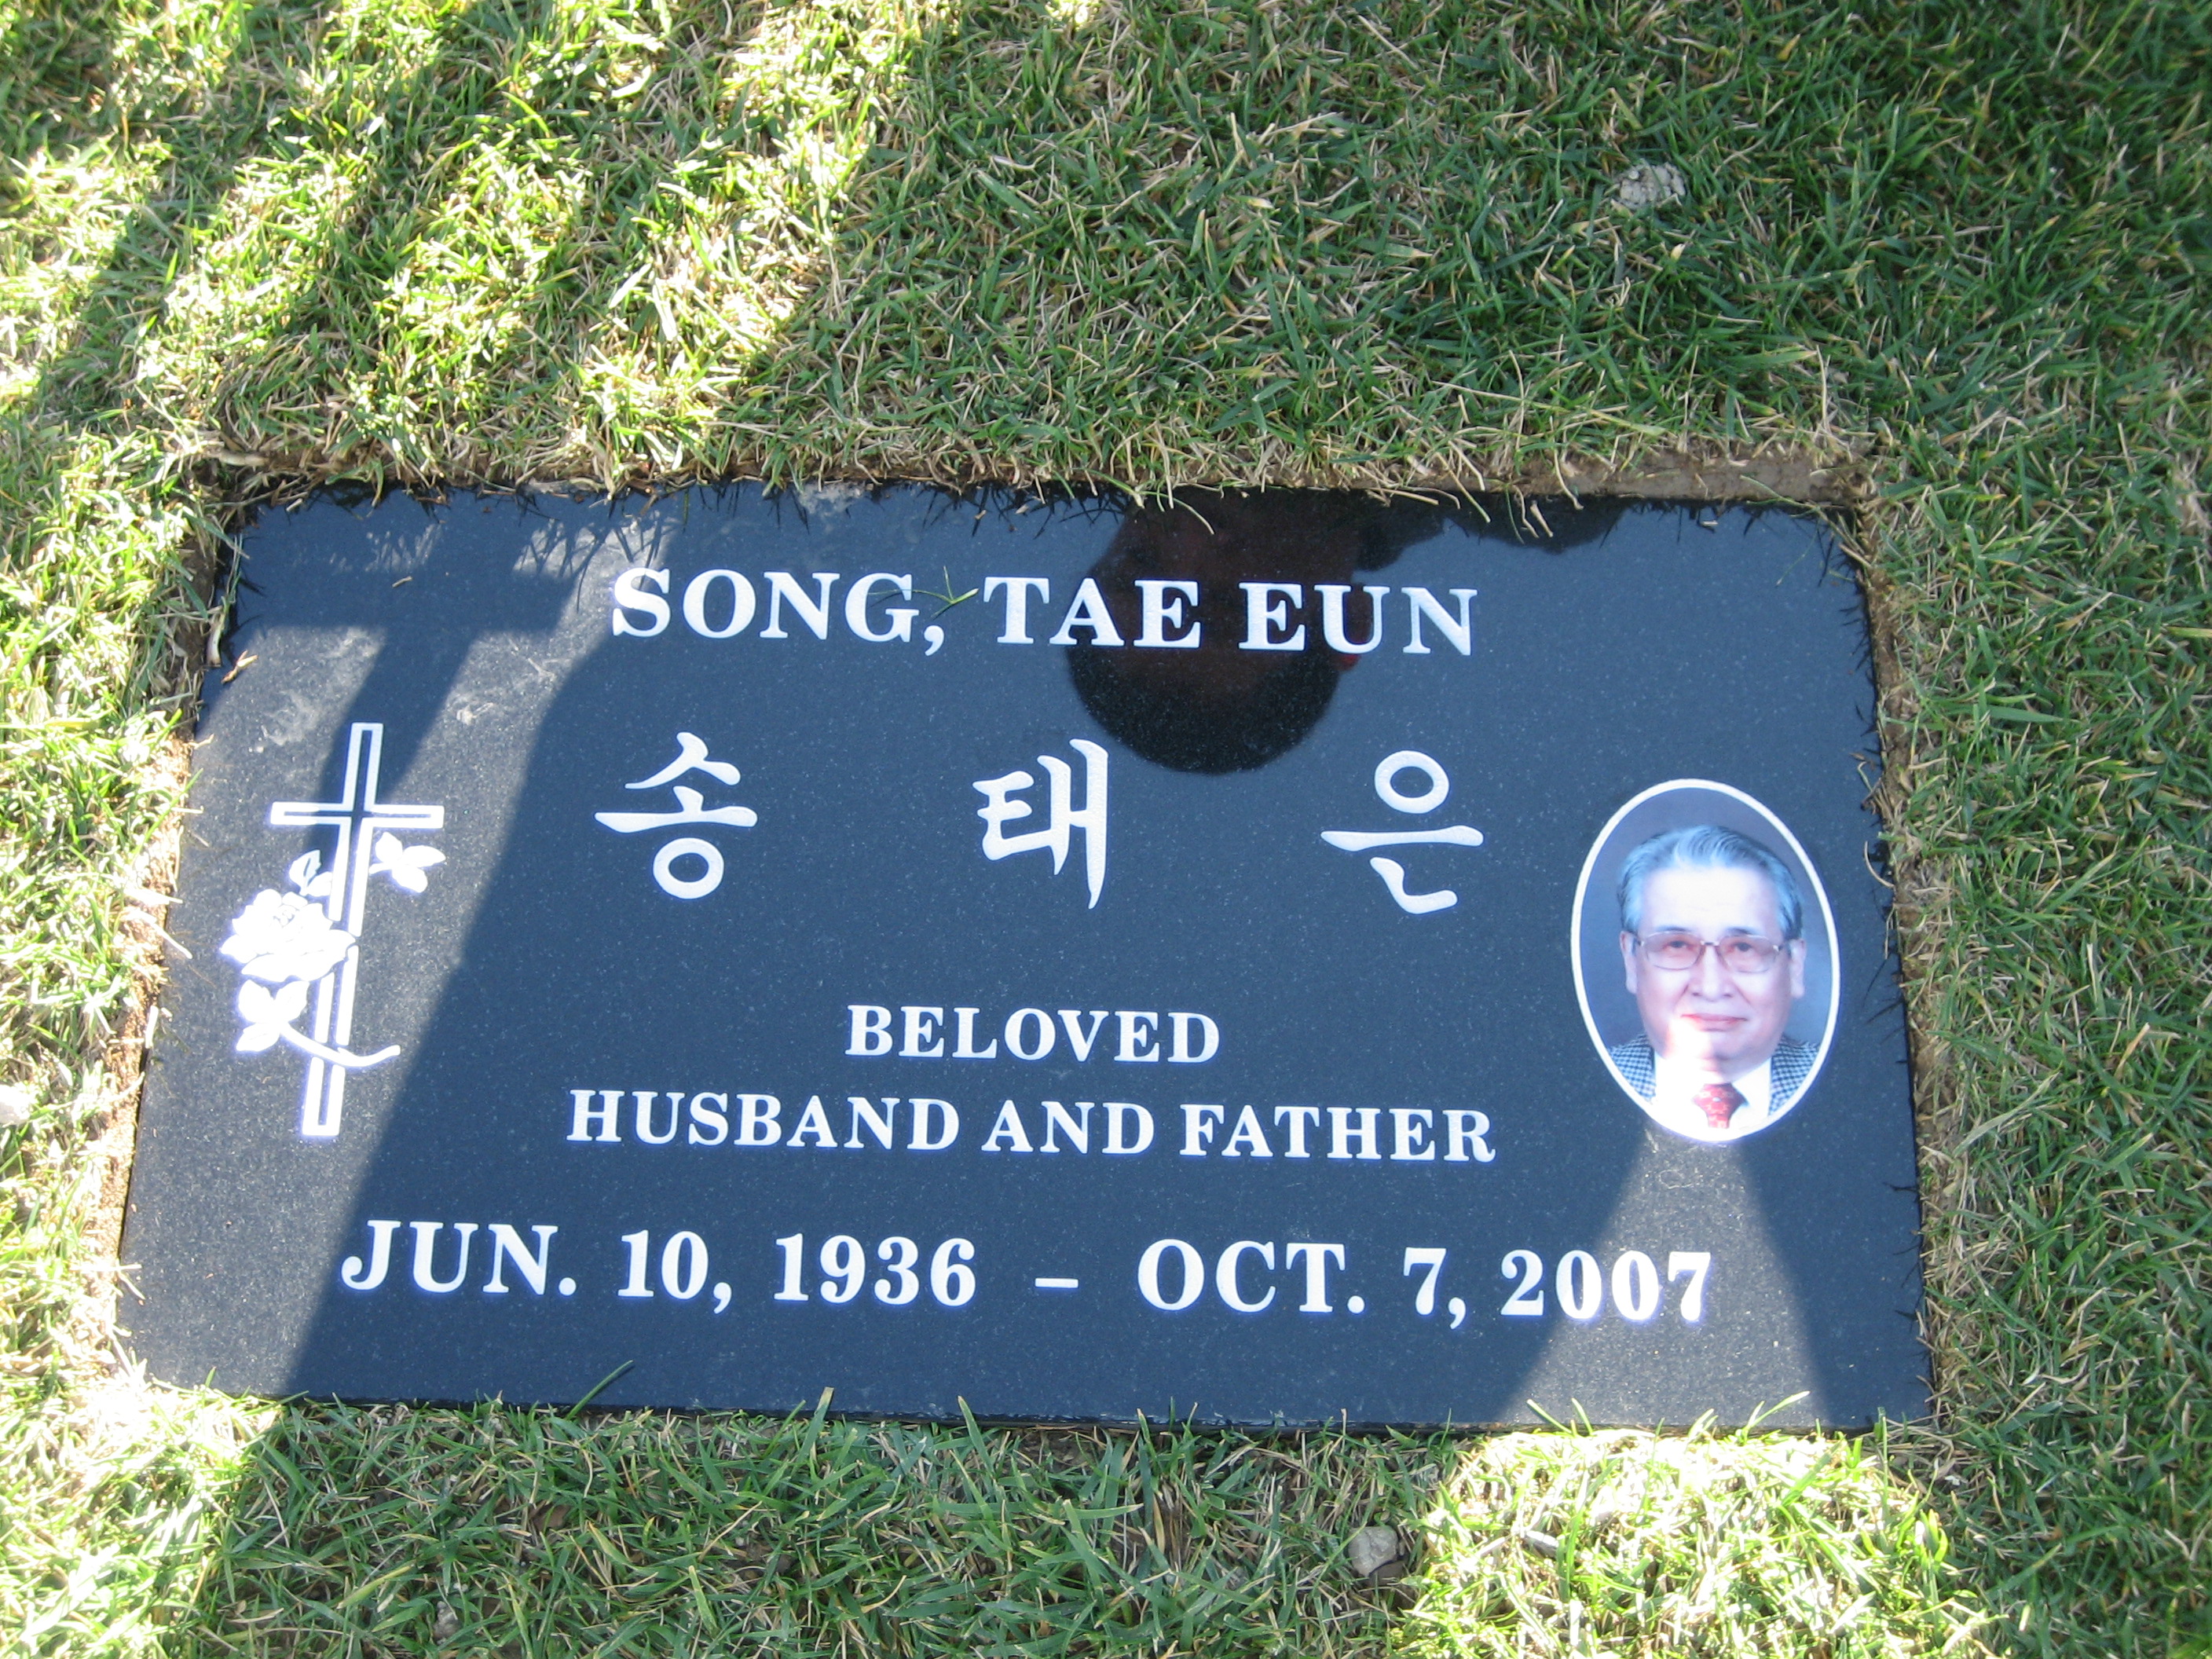 SONG, TAE EUN
송 태 은
BELOVED
HUSBAND AND FATHER
JUN. 10, 1936 – OCT. 7, 2007